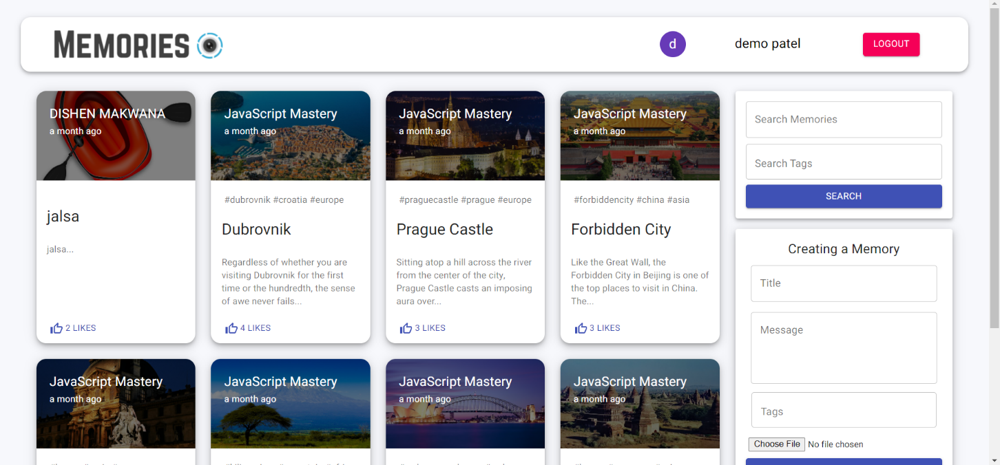 MEMORIES
d
demo patel
LOGOUT
DISHEN MAKWANA
a month ago
jalsa
jalsa...
2 LIKES
JavaScript Mastery
a month ago
#dubrovnik #croatia #europe
Dubrovnik
Regardless of whether you are
visiting Dubrovnik for the first
time or the hundredth, the sense
of awe never fails...
4 LIKES
JavaScript Mastery
a month ago
#praguecastle #prague #europe
Prague Castle
Sitting atop a hill across the river
from the center of the city,
Prague Castle casts an imposing
aura over...
3 LIKES
JavaScript Mastery
a month ago
#forbiddencity #china #asia
Forbidden City
Like the Great Wall, the
Forbidden City in Beijing is one of
the top places to visit in China.
The...
3 LIKES
JavaScript Mastery
a month ago
JavaScript Mastery
a month ago
JavaScript Mastery
a month ago
JavaScript Mastery
a month ago
Search Memories
Search Tags
SEARCH
Creating a Memory
Title
Message
Tags
Choose File No file chosen